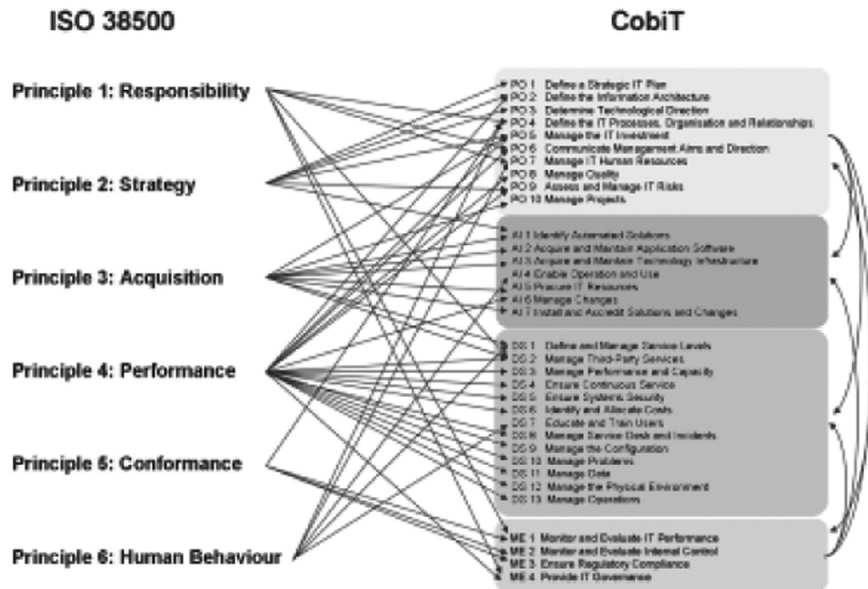 ISO 38500
CobiT
Principle 1: Responsibility
Principle 2: Strategy
Principle 3: Acquisition
Principle 4: Performance
Principle 5: Conformance
Principle 6: Human Behaviour
PO 1 Define a Strategic IT Plan
PO 2 Define the Information Architecture
PO 3 Determine Technological Direction
PO 4 Define the IT Processes, Organisation and Relationships
PO 5 Manage the IT Investment
PO 6 Communicate Management Aims and Direction
PO 7 Manage IT Human Resources
PO 8 Manage Quality
PO 9 Assess and Manage IT Risks
PO 10 Manage Projects
AI 1 Identify Automated Solutions
AI 2 Acquire and Maintain Application Software
AI 3 Acquire and Maintain Technology Infrastructure
AI 4 Enable Operation and Use
AI 5 Procure IT Resources
AI 6 Manage Changes
AI 7 Install and Accredit Solutions and Changes
DS 1 Define and Manage Service Levels
DS 2 Manage Third-Party Services
DS 3 Manage Performance and Capacity
DS 4 Ensure Continuous Service
DS 5 Ensure Systems Security
DS 6 Identify and Allocate Costs
DS 7 Educate and Train Users
DS 8 Manage Service Desk and Incidents
DS 9 Manage the Configuration
DS 10 Manage Problems
DS 11 Manage Data
DS 12 Manage the Physical Environment
DS 13 Manage Operations
ME 1 Monitor and Evaluate IT Performance
ME 2 Monitor and Evaluate Internal Control
ME 3 Ensure Regulatory Compliance
ME 4 Provide IT Governance